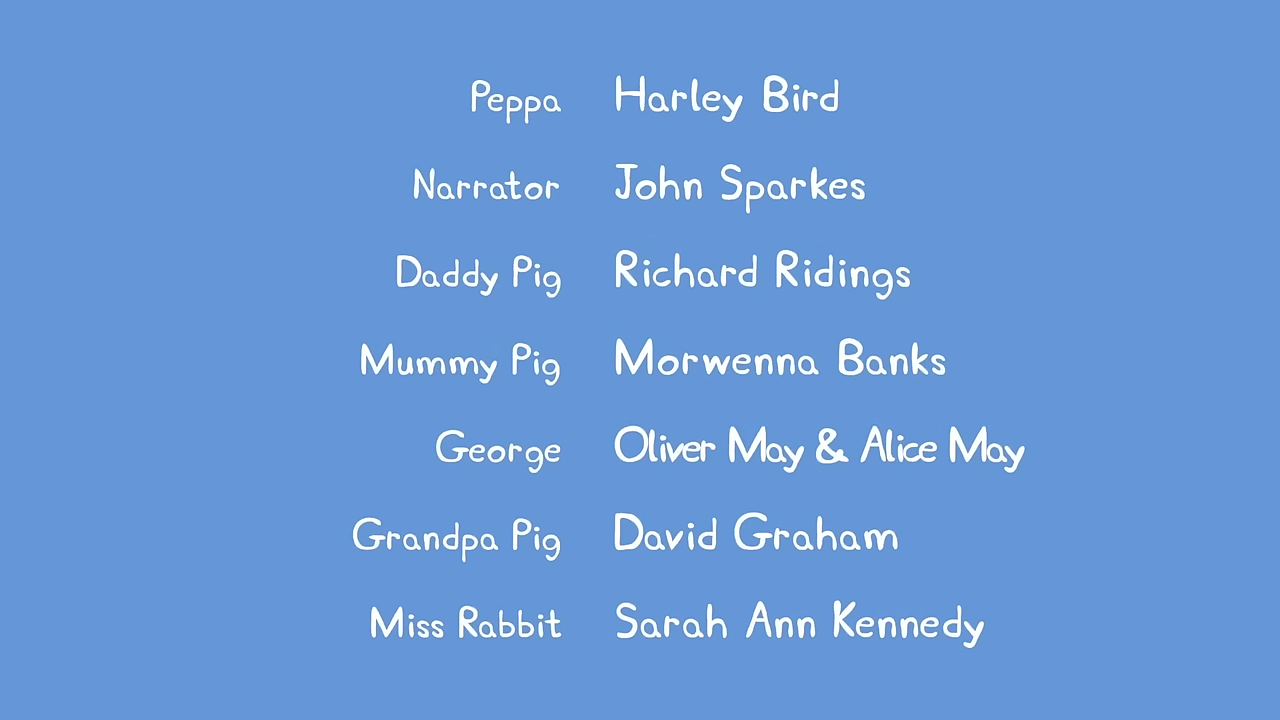 Peppa Harley Bird
Narrator John Sparkes
Daddy Pig Richard Ridings
Mummy Pig Morwenna Banks
George Oliver May & Alice May
Grandpa Pig David Graham
Miss Rabbit Sarah Ann Kennedy